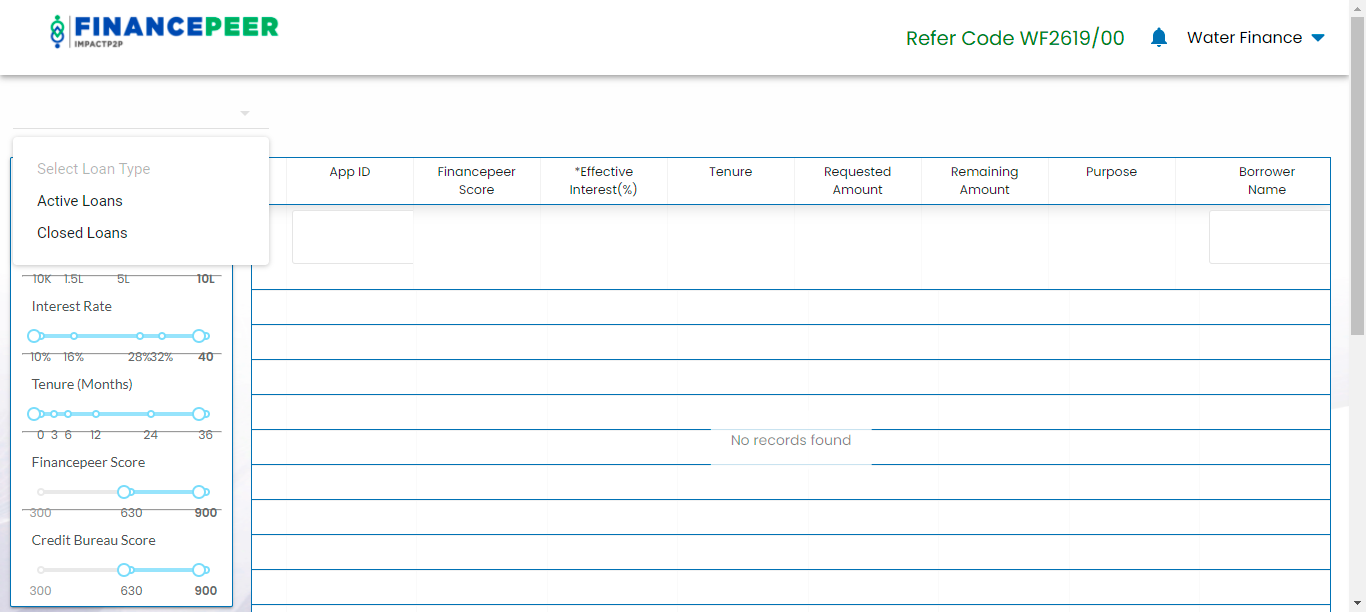 FINANCEPEER
IMPACTP2P
Refer Code WF2619/00
Water Finance
Select Loan Type
Active Loans
Closed Loans
App ID
Financepeer
Score
*Effective
Interest(%)
Tenure
Requested
Amount
Remaining
Amount
Purpose
Borrower
Name
10K 1.5L 5L 10L
Interest Rate
10% 16% 28% 32% 40
Tenure (Months)
0 3 6 12 24 36
Financepeer Score
300 630 900
Credit Bureau Score
300 630 900
No records found